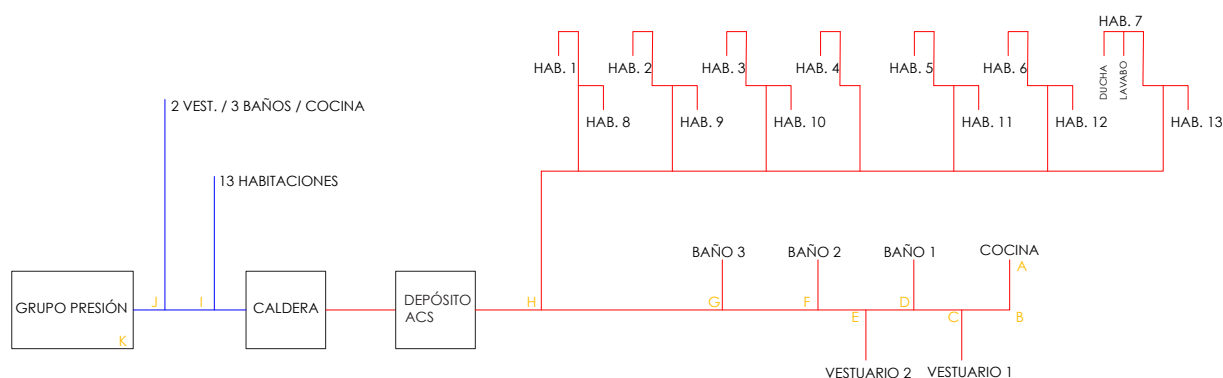 HAB. 7
HAB. 1
HAB. 2
HAB. 3
HAB. 4
HAB. 5
HAB. 6
DUCHA
LAVABO
2 VEST. / 3 BAÑOS / COCINA
HAB. 8
HAB. 9
HAB. 10
HAB. 11
HAB. 12
HAB. 13
13 HABITACIONES
BAÑO 3
BAÑO 2
BAÑO 1
COCINA
A
GRUPO PRESIÓN
K
J
I
CALDERA
DEPÓSITO
ACS
H
G
F
E
D
C
B
VESTUARIO 2
VESTUARIO 1